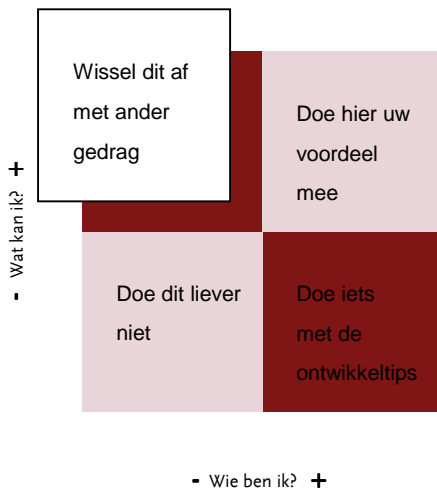 Wissel dit af
met ander
gedrag
Doe hier uw
voordeel
mee
- Wat kan ik? +
Doe dit liever
niet
Doe iets
met de
ontwikkeltips
- Wie ben ik? +